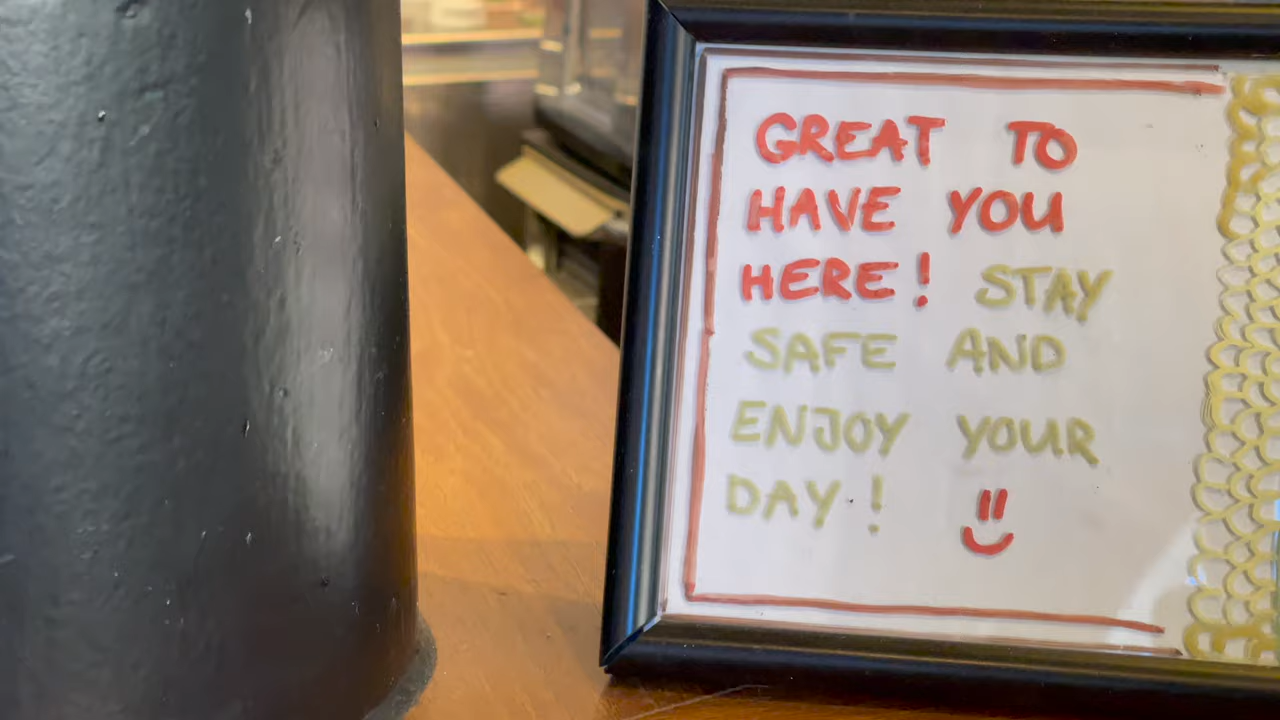 GREAT TO
HAVE YOU
HERE! STAY
SAFE AND
ENJOY YOUR
DAY!